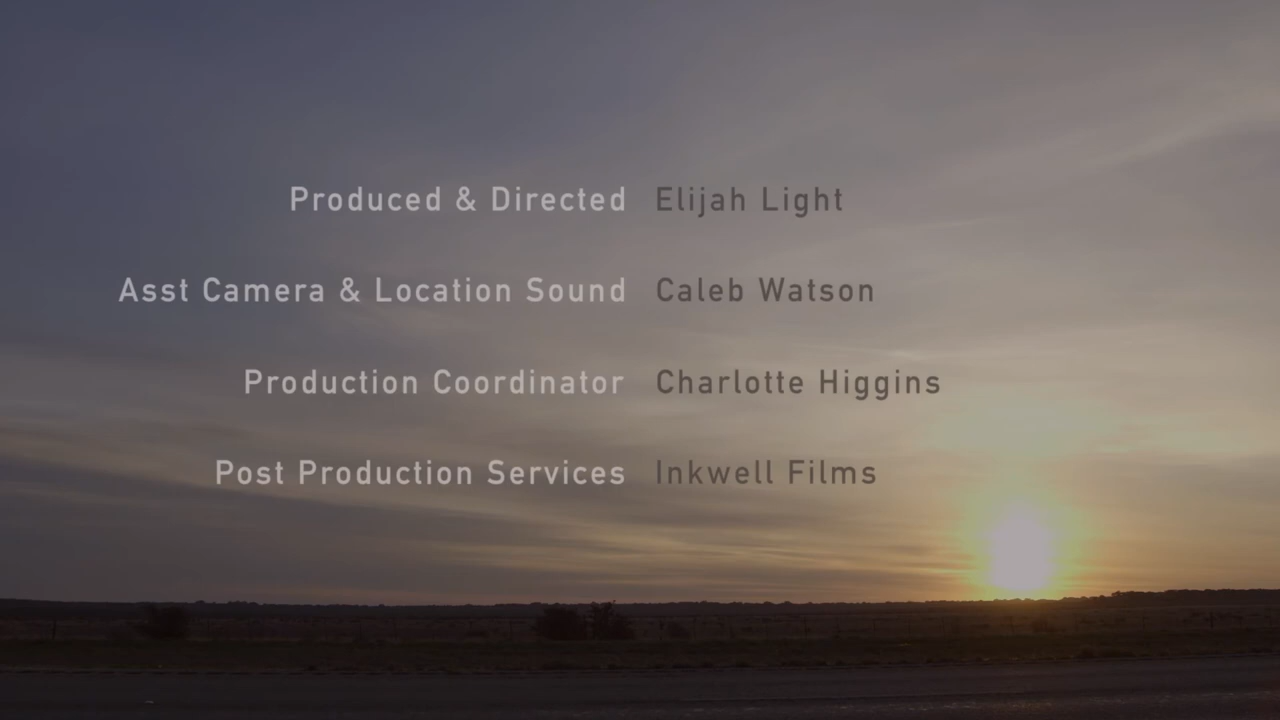 Produced & Directed Elijah Light
Asst Camera & Location Sound Caleb Watson
Production Coordinator Charlotte Higgins
Post Production Services Inkwell Films